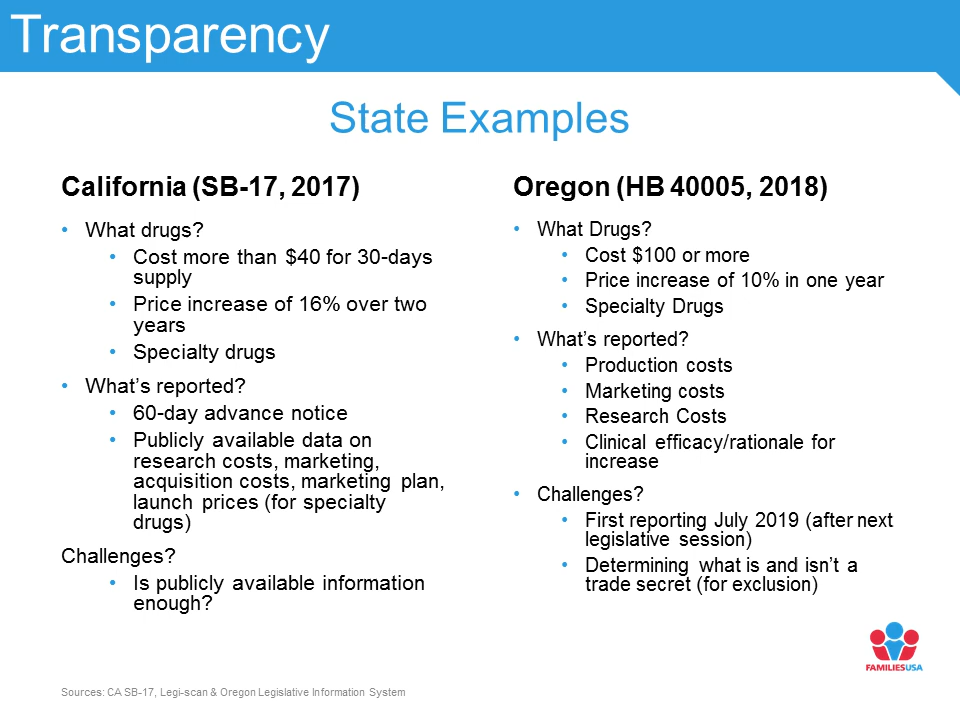 Transparency
State Examples
California (SB-17, 2017)
• What drugs?
• Cost more than $40 for 30-days
supply
• Price increase of 16% over two
years
• Specialty drugs
• What's reported?
• 60-day advance notice
• Publicly available data on
research costs, marketing,
acquisition costs, marketing plan,
launch prices (for specialty
drugs)
Challenges?
• Is publicly available information
enough?
Oregon (HB 40005, 2018)
• What Drugs?
• Cost $100 or more
• Price increase of 10% in one year
• Specialty Drugs
• What's reported?
• Production costs
• Marketing costs
• Research Costs
• Clinical efficacy/rationale for
increase
• Challenges?
• First reporting July 2019 (after next
legislative session)
• Determining what is and isn't a
trade secret (for exclusion)
FAMILIESUSA
Sources: CA SB-17, Legi-scan & Oregon Legislative Information System